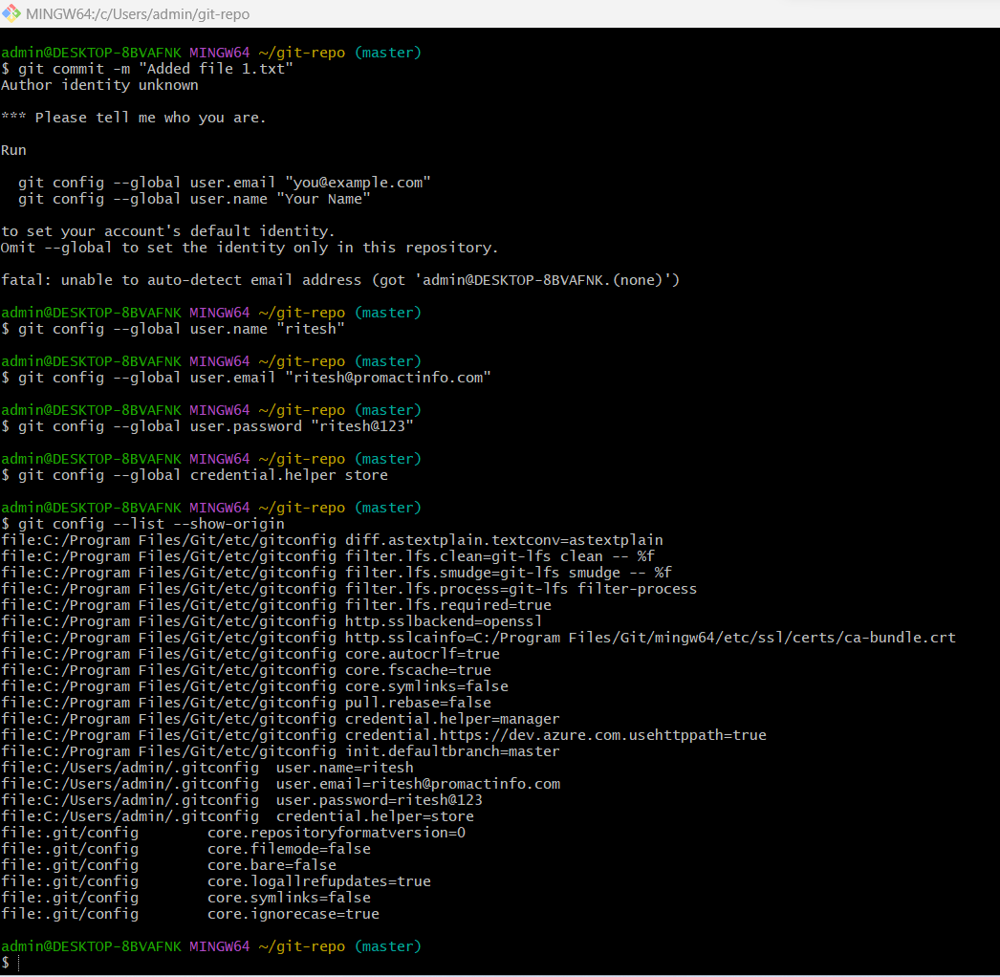 MINGW64:/c/Users/admin/git-repo
admin@DESKTOP-8BVAFNK MINGW64 ~/git-repo (master)
$ git commit -m "Added file 1.txt"
Author identity unknown
*** Please tell me who you are.
Run
git config --global user.email "you@example.com"
git config --global user.name "Your Name"
to set your account's default identity.
Omit --global to set the identity only in this repository.
fatal: unable to auto-detect email address (got 'admin@DESKTOP-8BVAFNK.(none)')
admin@DESKTOP-8BVAFNK MINGW64 ~/git-repo (master)
$ git config --global user.name "ritesh"
admin@DESKTOP-8BVAFNK MINGW64 ~/git-repo (master)
$ git config --global user.email "ritesh@promactinfo.com"
admin@DESKTOP-8BVAFNK MINGW64 ~/git-repo (master)
$ git config --global user.password "ritesh@123"
admin@DESKTOP-8BVAFNK MINGW64 ~/git-repo (master)
$ git config --global credential.helper store
admin@DESKTOP-8BVAFNK MINGW64 ~/git-repo (master)
$ git config --list --show-origin
file:C:/Program Files/Git/etc/gitconfig diff.astextplain.textconv=astextplain
file:C:/Program Files/Git/etc/gitconfig filter.lfs.clean=git-lfs clean -- %f
file:C:/Program Files/Git/etc/gitconfig filter.lfs.smudge=git-lfs smudge -- %f
file:C:/Program Files/Git/etc/gitconfig filter.lfs.process=git-lfs filter-process
file:C:/Program Files/Git/etc/gitconfig filter.lfs.required=true
file:C:/Program Files/Git/etc/gitconfig http.sslbackend=openssl
file:C:/Program Files/Git/etc/gitconfig http.sslcainfo=C:/Program Files/Git/mingw64/etc/ssl/certs/ca-bundle.crt
file:C:/Program Files/Git/etc/gitconfig core.autocrlf=true
file:C:/Program Files/Git/etc/gitconfig core.fscache=true
file:C:/Program Files/Git/etc/gitconfig core.symlinks=false
file:C:/Program Files/Git/etc/gitconfig pull.rebase=false
file:C:/Program Files/Git/etc/gitconfig credential.helper=manager
file:C:/Program Files/Git/etc/gitconfig credential.https://dev.azure.com.usehttppath=true
file:C:/Program Files/Git/etc/gitconfig init.defaultbranch=master
file:C:/Users/admin/.gitconfig user.name=ritesh
file:C:/Users/admin/.gitconfig user.email=ritesh@promactinfo.com
file:C:/Users/admin/.gitconfig user.password=ritesh@123
file:C:/Users/admin/.gitconfig credential.helper=store
file:.git/config core.repositoryformatversion=0
file:.git/config core.filemode=false
file:.git/config core.bare=false
file:.git/config core.logallrefupdates=true
file:.git/config core.symlinks=false
file:.git/config core.ignorecase=true
admin@DESKTOP-8BVAFNK MINGW64 ~/git-repo (master)
$